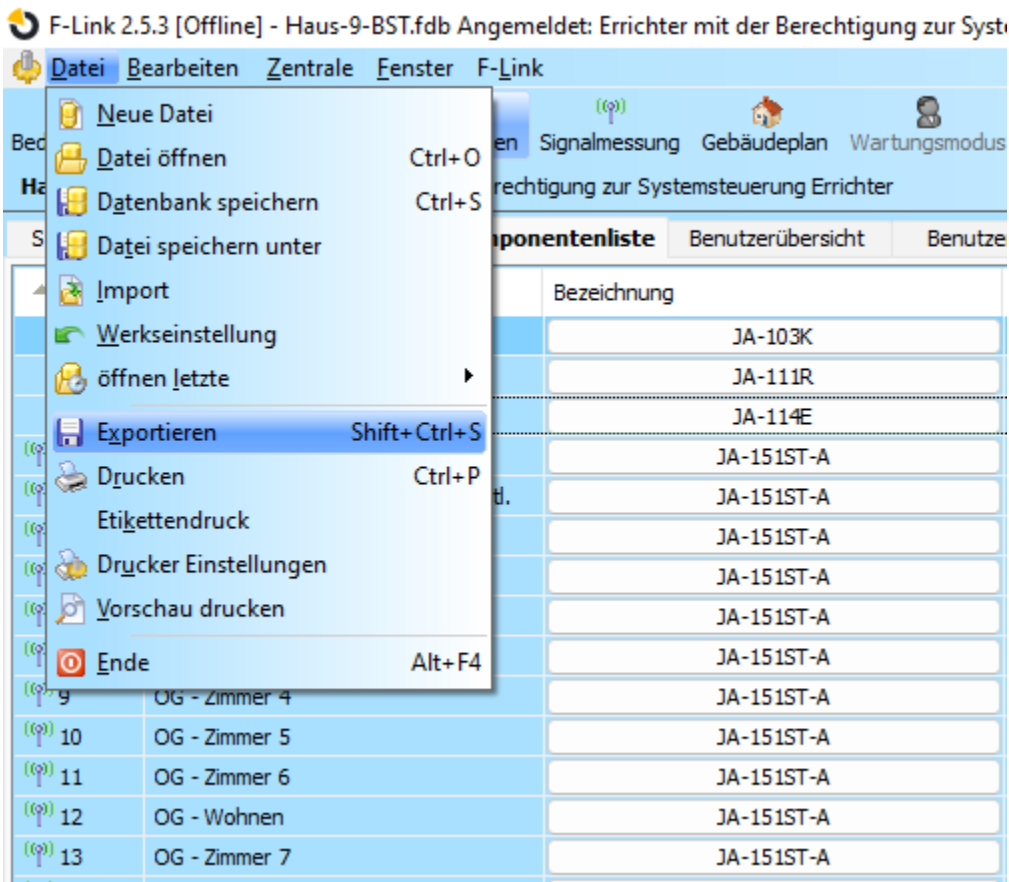 F-Link 2.5.3 [Offline] - Haus-9-BST.fdb Angemeldet: Errichter mit der Berechtigung zur
Datei Bearbeiten Zentrale Fenster F-Link
Neue Datei
Datei öffnen Ctrl+O
Datenbank speichern Ctrl+S
Datei speichern unter
Import
Werkseinstellung
öffnen letzte
Exportieren Shift+Ctrl+S
Drucken Ctrl+P
Etikettendruck
Drucker Einstellungen
Vorschau drucken
Ende Alt+F4
Signalmessung Gebäudeplan Wartungsmodus
zur Systemsteuerung Errichter
Benutzerübersicht
Bezeichnung
JA-103K
JA-111R
JA-114E
JA-151ST-A
JA-151ST-A
JA-151ST-A
JA-151ST-A
JA-151ST-A
JA-151ST-A
9 OG - Zimmer 4 JA-151ST-A
10 OG - Zimmer 5 JA-151ST-A
11 OG - Zimmer 6 JA-151ST-A
12 OG - Wohnen JA-151ST-A
13 OG - Zimmer 7 JA-151ST-A